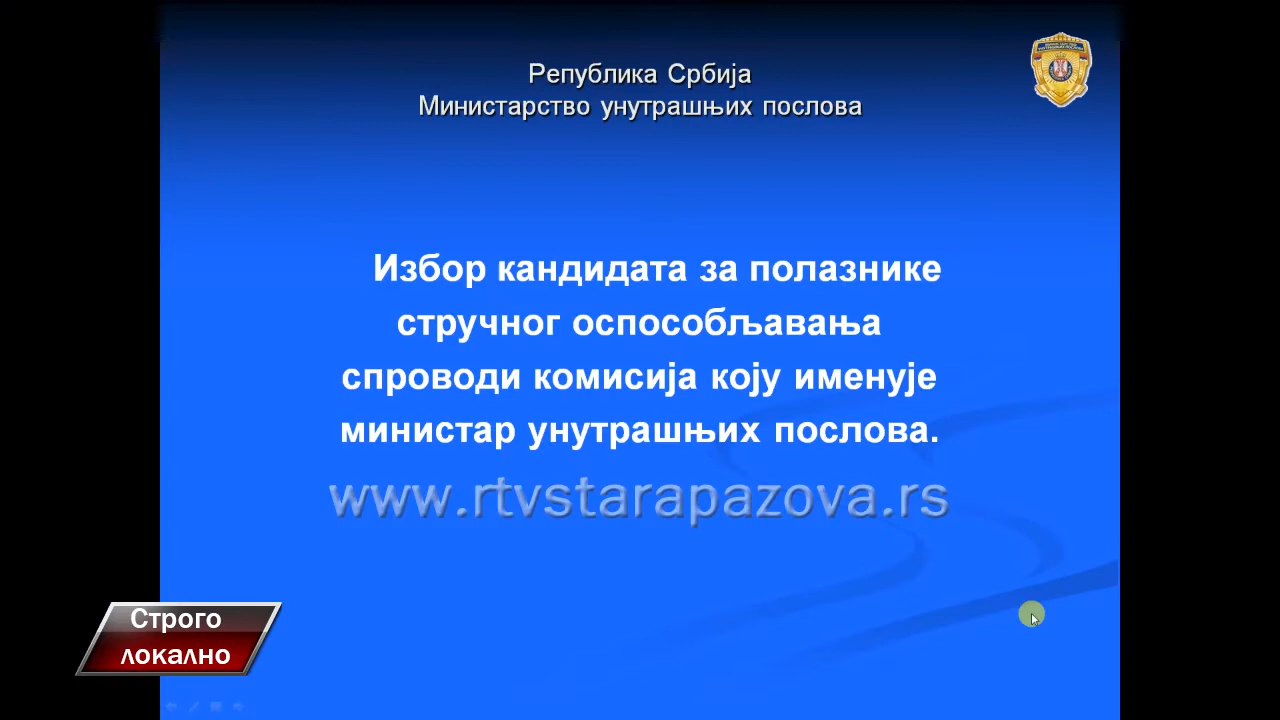 Република Србија
Министарство унутрашњих послова
Избор кандидата за полазнике
стручног оспособљавања
спроводи комисија коју именује
министар унутрашњих послова.
www.rtvstarapazova.rs
Строго
локално